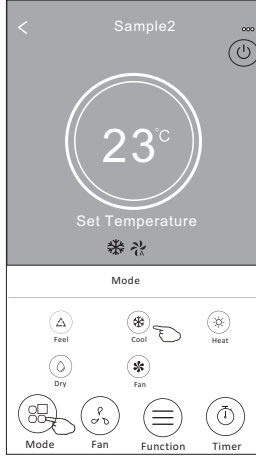 Sample2
23°C
Set Temperature
A
Mode
Feel Cool Heat
Dry Fan
Mode Fan Function Timer